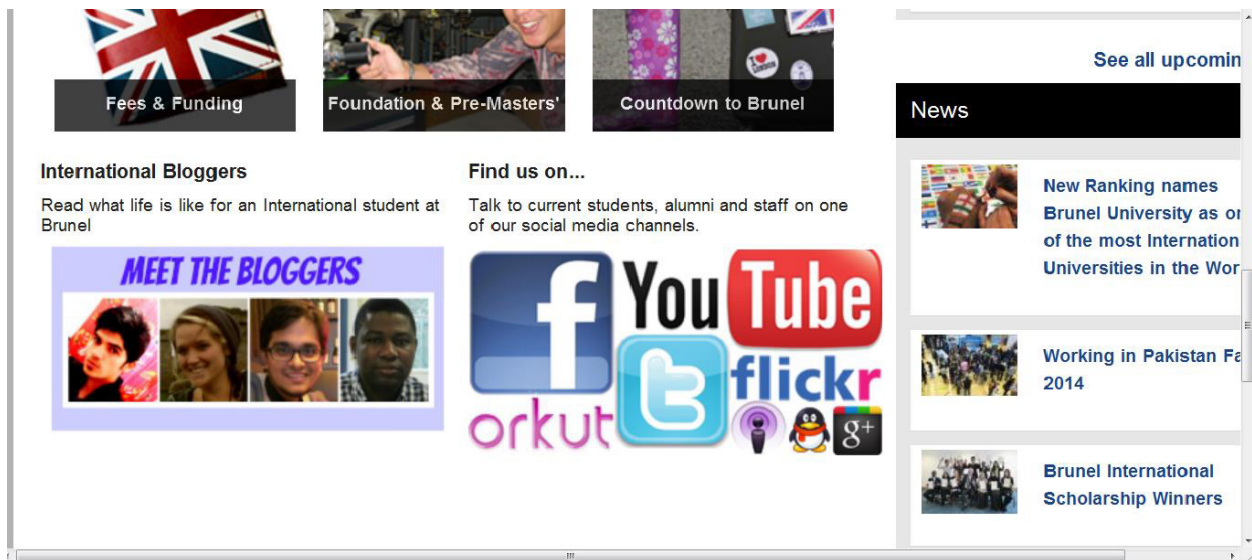 Fees & Funding
Foundation & Pre-Masters'
Countdown to Brunel
I
LONDON
International Bloggers
Read what life is like for an International student at
Brunel
MEET THE BLOGGERS
Find us on...
Talk to current students, alumni and staff on one
of our social media channels.
f
YouTube
t
flickr
orkut
g+
See all upcomin
News
New Ranking names
Brunel University as or
of the most Internation
Universities in the Wor
Working in Pakistan Fa
2014
Brunel International
Scholarship Winners